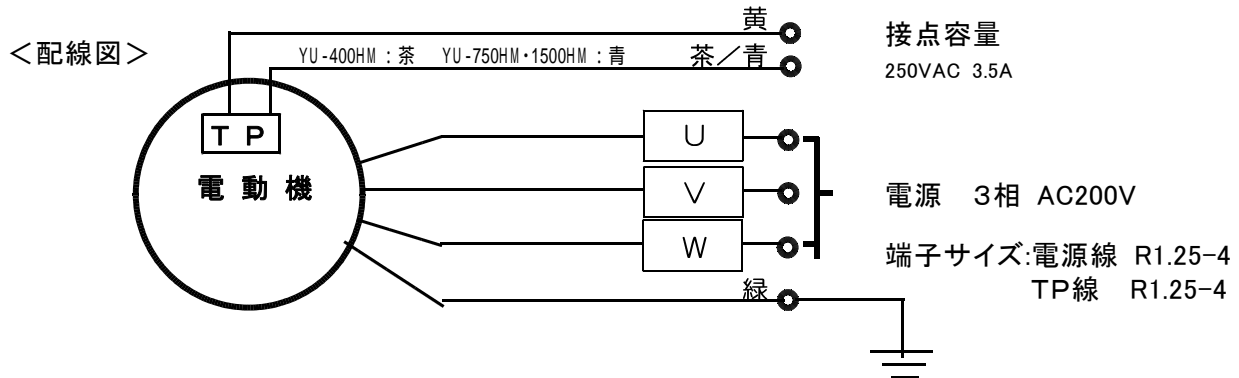 ＜配線図＞
黄
YU-400HM：茶　YU-750HM・1500HM：青
茶／青
接点容量
250VAC 3.5A
TP
電動機
U
V
W
緑
電源　3相 AC200V
端子サイズ:電源線 R1.25-4
TP線　R1.25-4